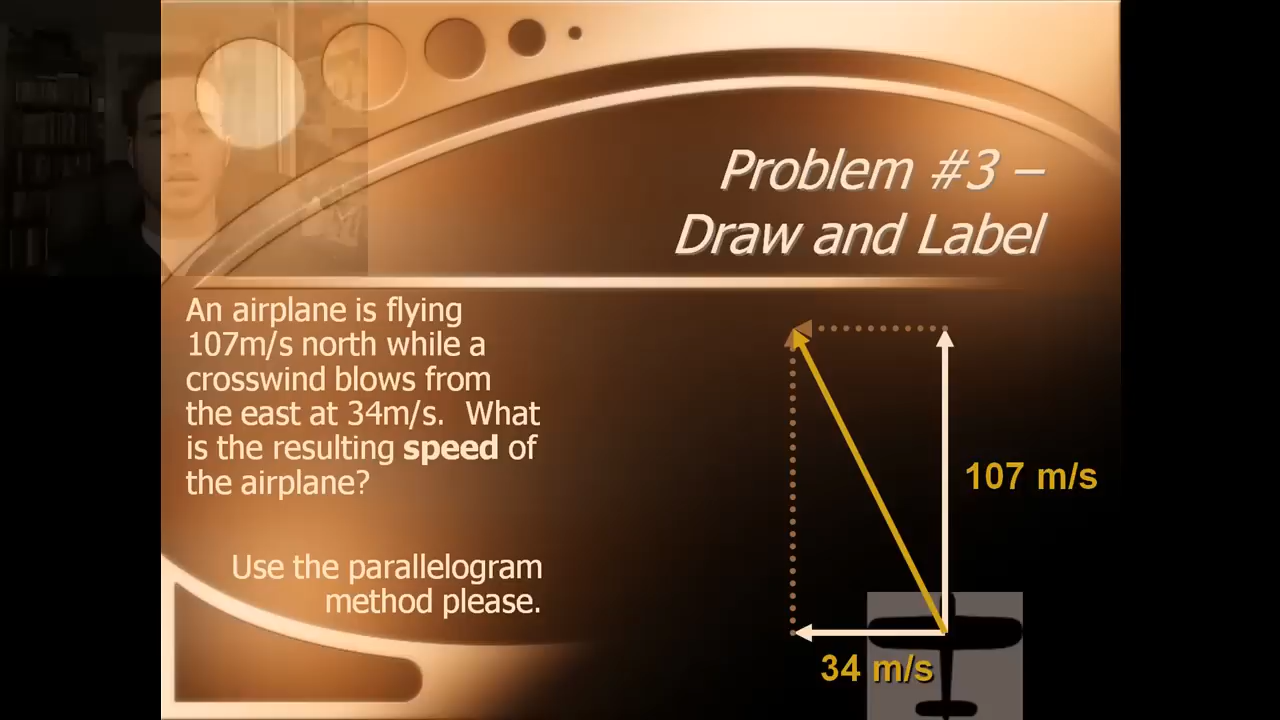 Problem #3 –
Draw and Label
An airplane is flying
107m/s north while a
crosswind blows from
the east at 34m/s.  What
is the resulting speed of
the airplane?
Use the parallelogram
method please.
107 m/s
34 m/s